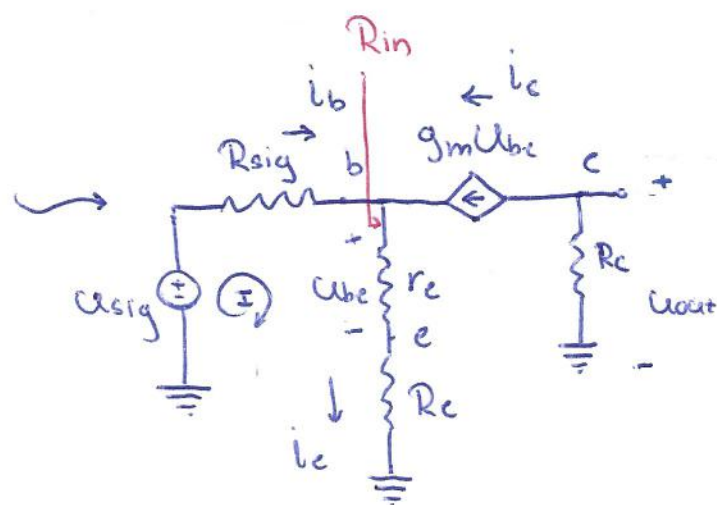 Rin
ib
ic
Rsig
b
gmUbe
c
+
+
Rc
Usig
±
I
Ube
re
Uout
-
e
-
Re
ie